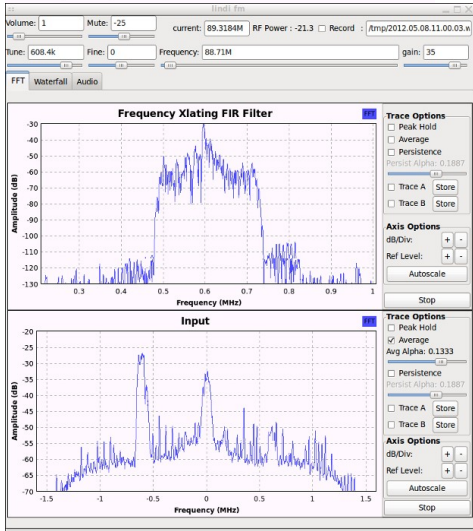 lindi fm
Volume: 1
Mute: -25
current: 89.3184M
RF Power : -21.3
Record :
/tmp/2012.05.08.11.00.03.w
Tune: 608.4k
Fine: 0
Frequency: 88.71M
gain: 35
FFT
Waterfall
Audio
Frequency Xlating FIR Filter
FFT
-30
-40
-50
-60
-70
-80
-90
-100
-110
-120
-130
Amplitude (dB)
0.3
0.4
0.5
0.6
0.7
0.8
0.9
1
Frequency (MHz)
Trace Options
Peak Hold
Average
Persistence
Persist Alpha: 0.1887
Trace A Store
Trace B Store
Axis Options
dB/Div: + -
Ref Level: + -
Autoscale
Stop
Input
FFT
-20
-25
-30
-35
-40
-45
-50
-55
-60
-65
-70
Amplitude (dB)
-1.5
-1
-0.5
0
0.5
1
1.5
Frequency (MHz)
Trace Options
Peak Hold
Average
Avg Alpha: 0.1333
Persistence
Persist Alpha: 0.1887
Trace A Store
Trace B Store
Axis Options
dB/Div: + -
Ref Level: + -
Autoscale
Stop